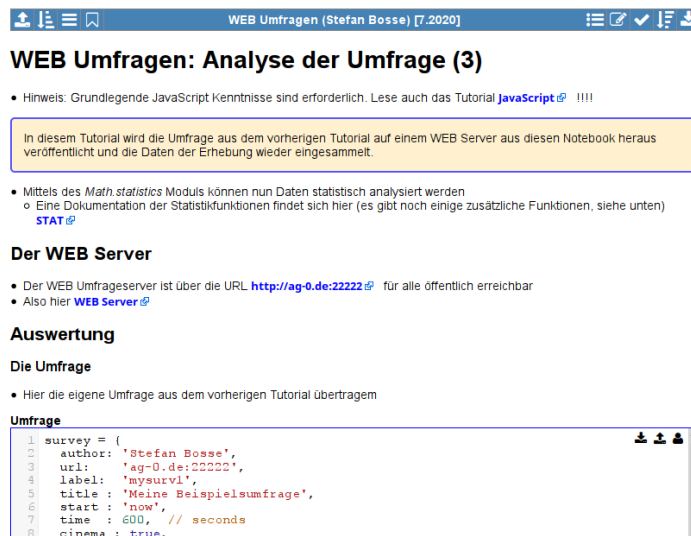 WEB Umfragen (Stefan Bosse) [7.2020]
WEB Umfragen: Analyse der Umfrage (3)
• Hinweis: Grundlegende JavaScript Kenntnisse sind erforderlich. Lese auch das Tutorial JavaScript !!!!
In diesem Tutorial wird die Umfrage aus dem vorherigen Tutorial auf einem WEB Server aus diesen Notebook heraus
veröffentlicht und die Daten der Erhebung wieder eingesammelt.
• Mittels des Math.statistics Moduls können nun Daten statistisch analysiert werden
o Eine Dokumentation der Statistikfunktionen findet sich hier (es gibt noch einige zusätzliche Funktionen, siehe unten)
STAT
Der WEB Server
• Der WEB Umfrageserver ist über die URL http://ag-0.de:22222 für alle öffentlich erreichbar
• Also hier WEB Server
Auswertung
Die Umfrage
• Hier die eigene Umfrage aus dem vorherigen Tutorial übertragem
Umfrage
1 survey = {
2 author: 'Stefan Bosse',
3 url: 'ag-0.de:22222',
4 label: 'mysurv1',
5 title : 'Meine Beispielsumfrage',
6 start : 'now',
7 time : 600, // seconds
8 cinema : true,